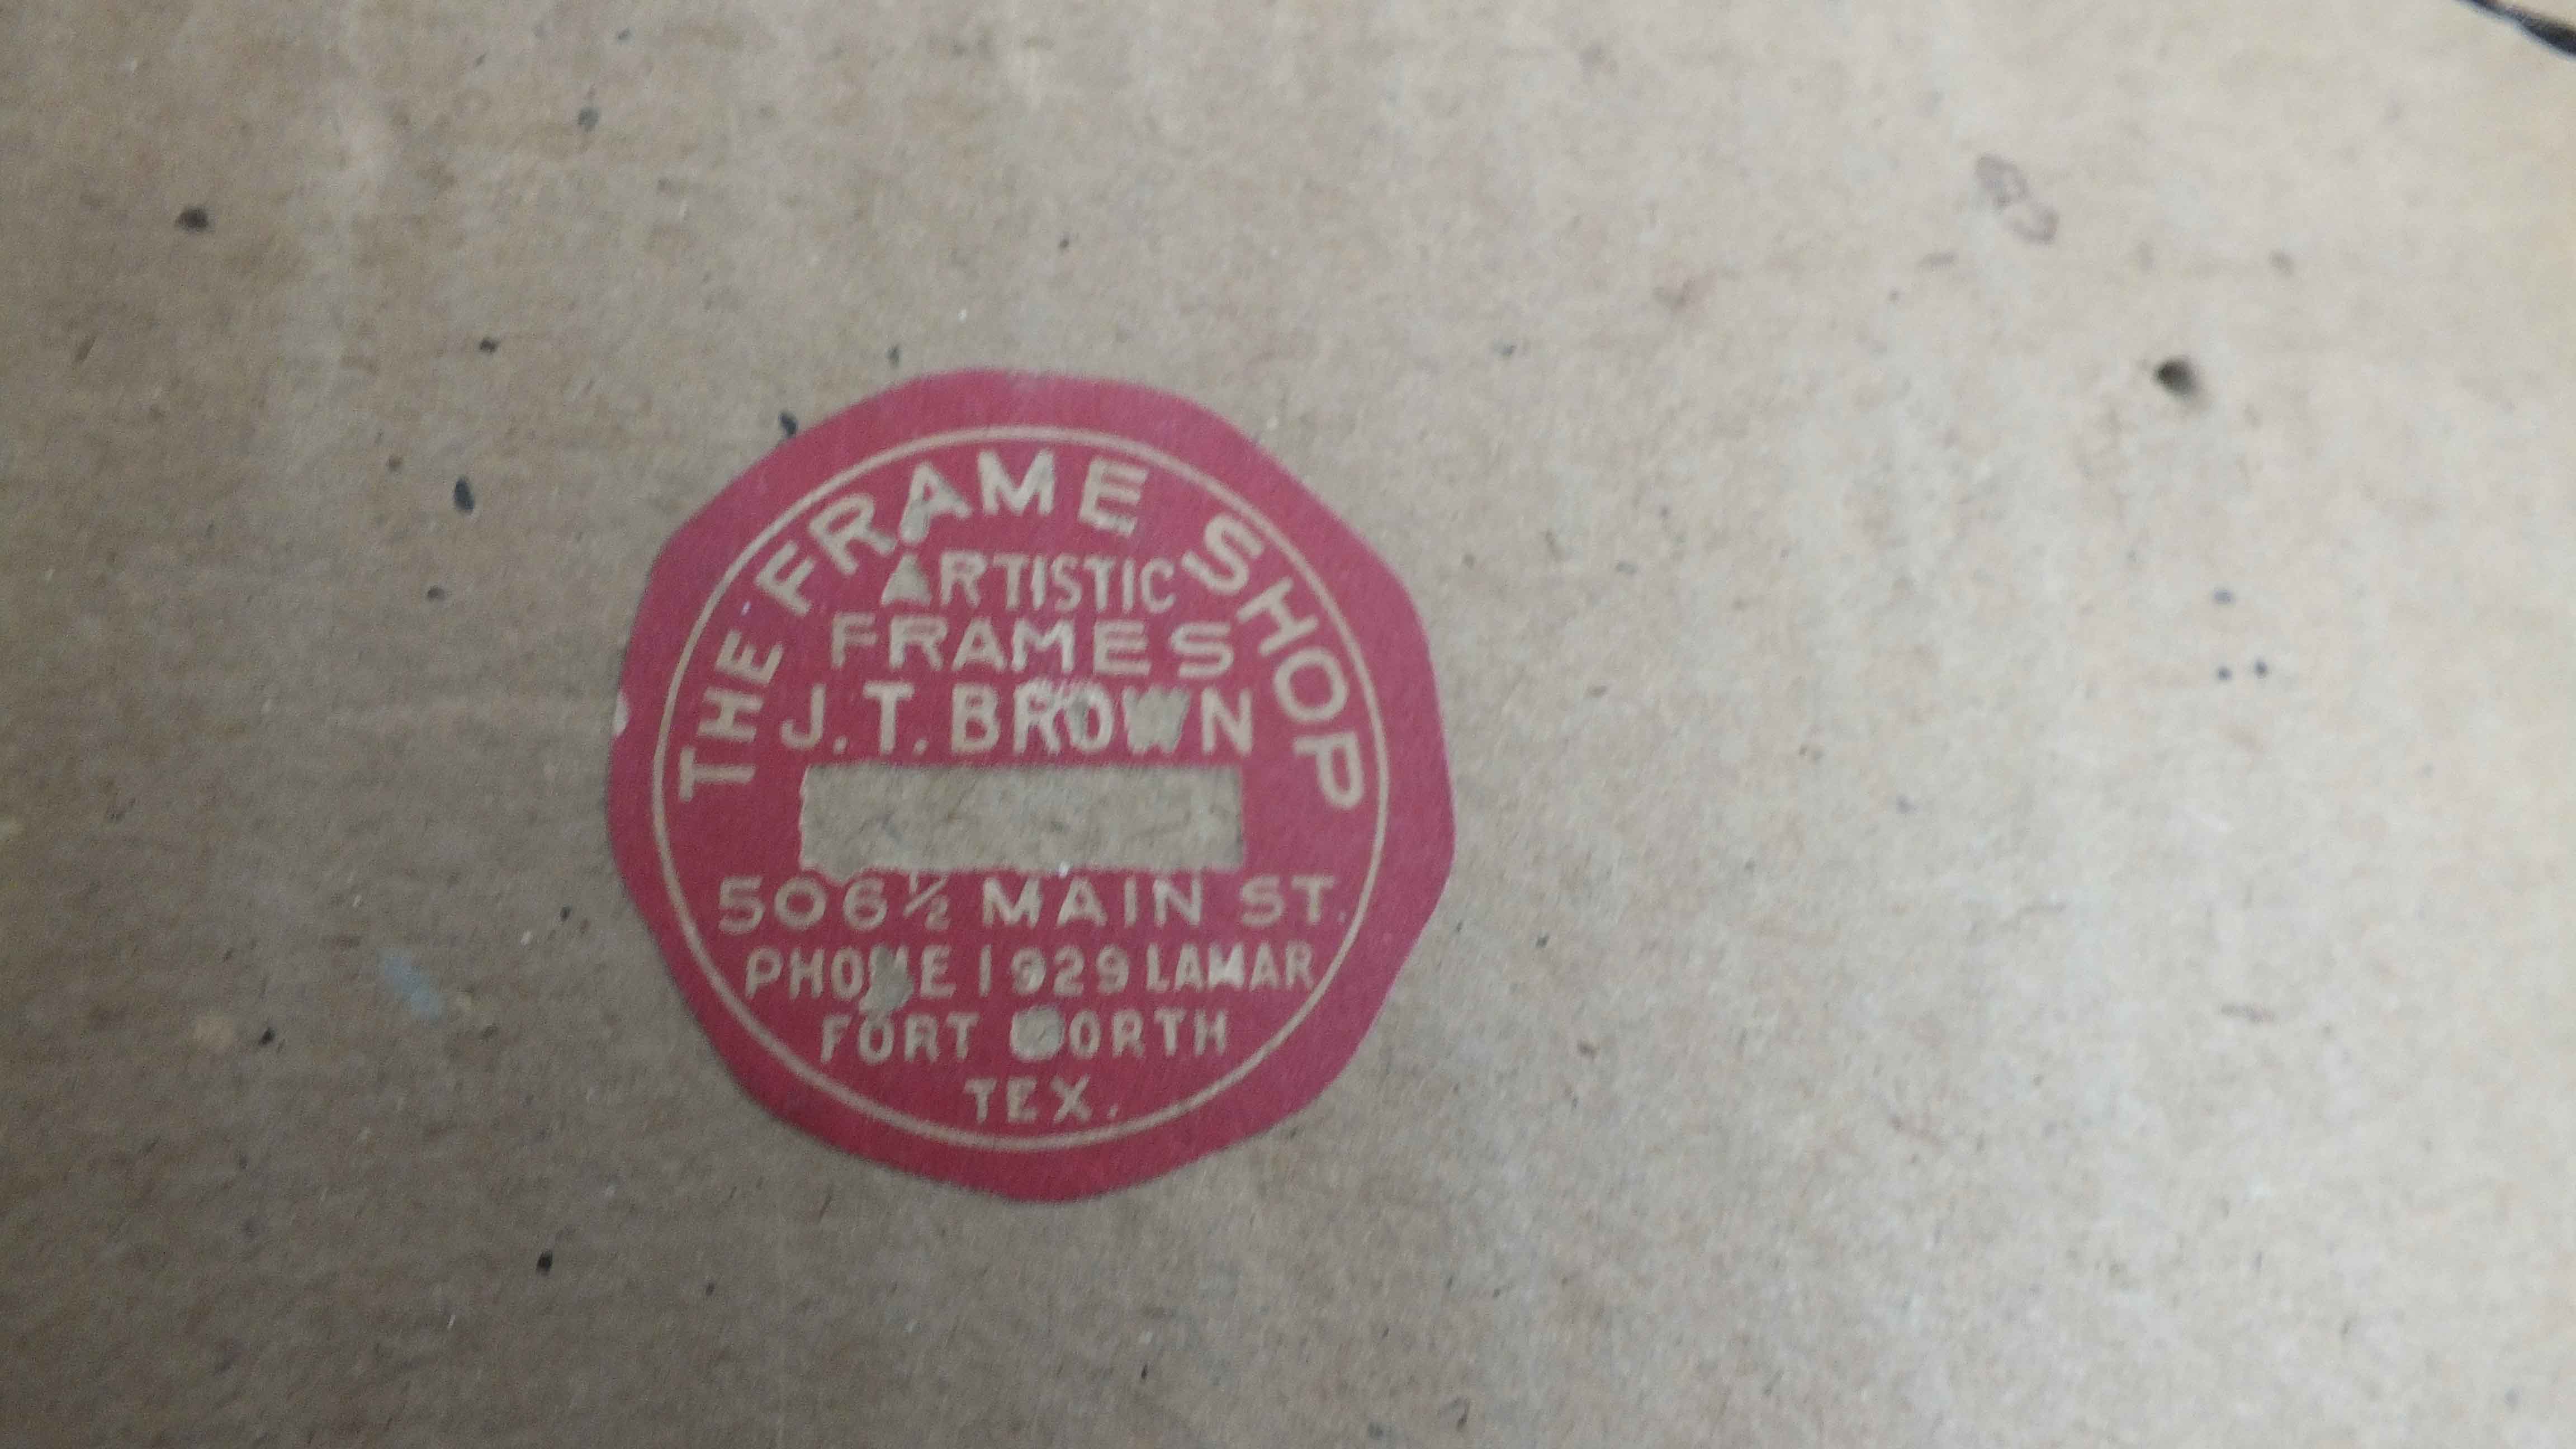 THE FRAME SHOP
ARTISTIC
FRAMES
J.T. BROWN
506½ MAIN ST.
PHONE 1929 LAMAR
FORT WORTH
TEX.